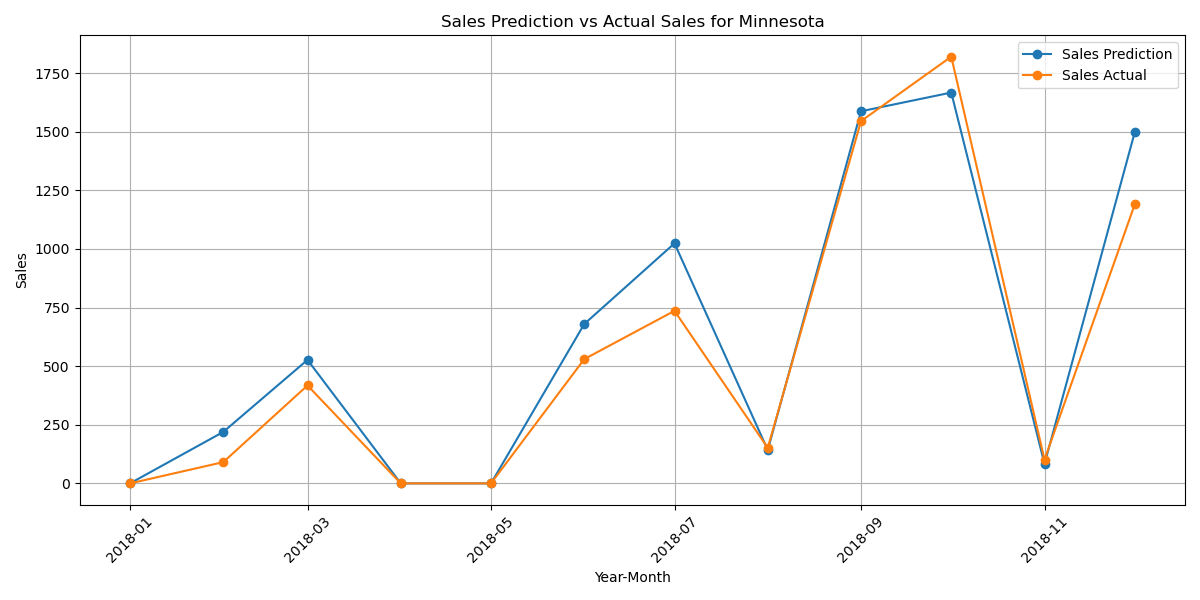 Sales Prediction vs Actual Sales for Minnesota
Sales Prediction
Sales Actual
1750
1500
1250
1000
750
500
250
0
Sales
2018-01
2018-03
2018-05
2018-07
2018-09
2018-11
Year-Month